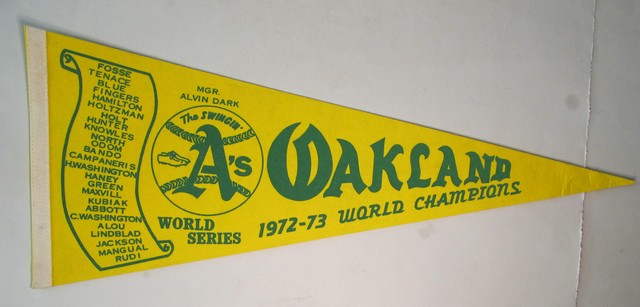 FOSSE
TENACE
BLUE
FINGERS
HAMILTON
HOLTZMAN
HOLT
HUNTER
KNOWLES
NORTH
ODOM
BANDO
CAMPANERIS
H.WASHINGTON
HANEY
GREEN
MAXVILL
KUBIAK
ABBOTT
C.WASHINGTON
ALOU
LINDBLAD
JACKSON
MANGUAL
RUDI
MGR.
ALVIN DARK
The SWINGIN'
A's
WORLD
SERIES
OAKLAND
1972-73 WORLD CHAMPIONS